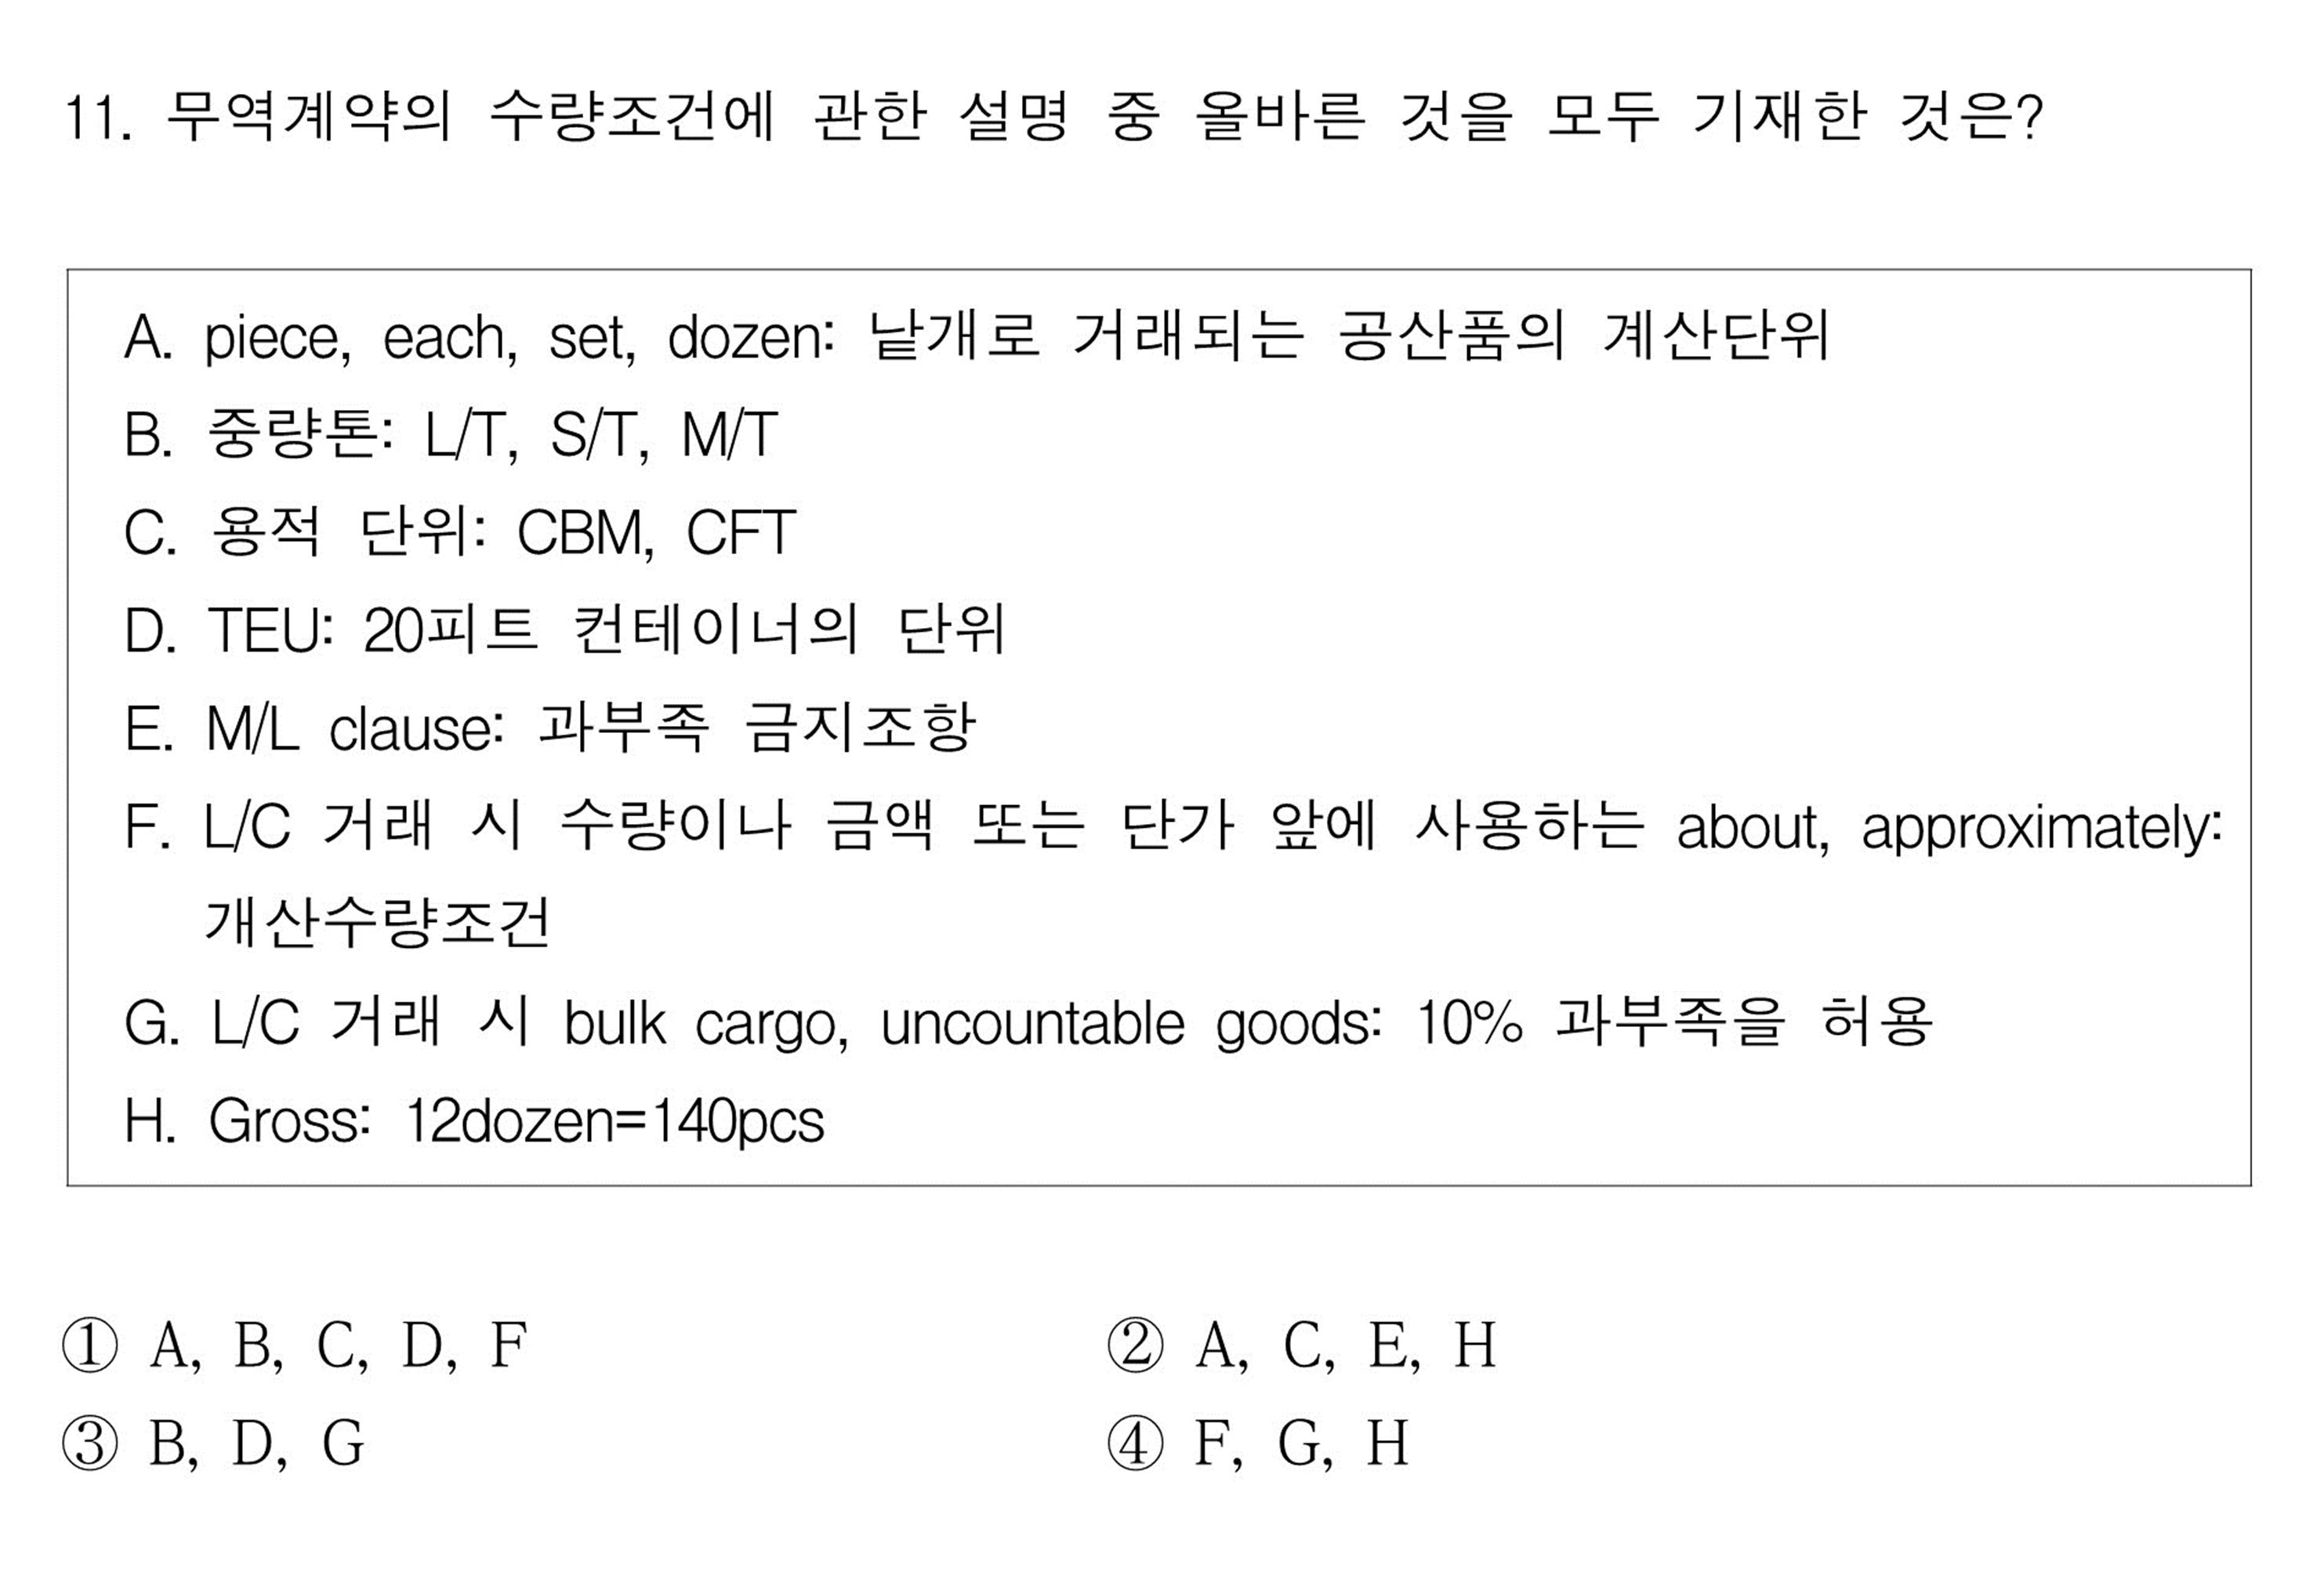 11. 무역계약의 수량조건에 관한 설명 중 올바른 것을 모두 기재한 것은?
A. piece, each, set, dozen: 낱개로 거래되는 공산품의 계산단위
B. 중량톤: L/T, S/T, M/T
C. 용적 단위: CBM, CFT
D. TEU: 20피트 컨테이너의 단위
E. M/L clause: 과부족 금지조항
F. L/C 거래 시 수량이나 금액 또는 단가 앞에 사용하는 about, approximately:
개산수량조건
G. L/C 거래 시 bulk cargo, uncountable goods: 10% 과부족을 허용
H. Gross: 12dozen=140pcs
① A, B, C, D, F
② A, C, E, H
③ B, D, G
④ F, G, H